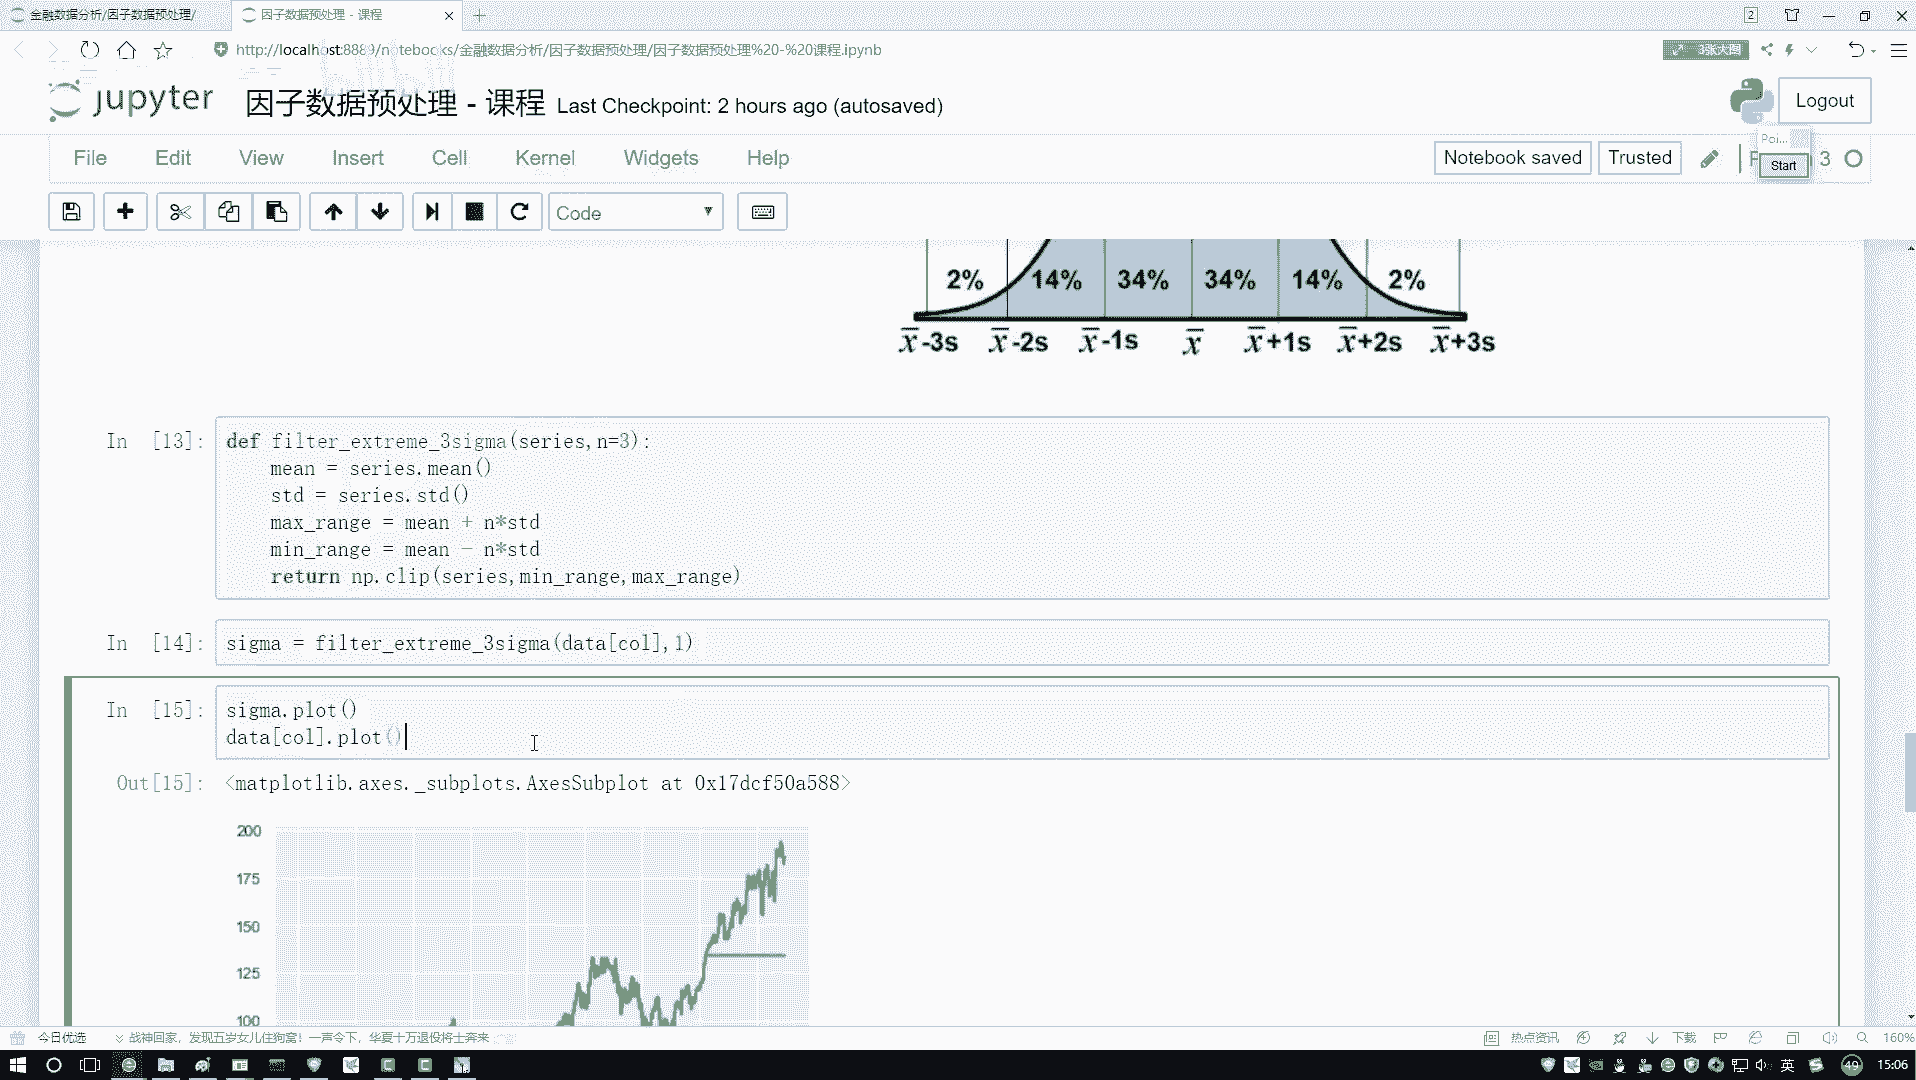 金融数据分析/因子数据预处理/
因子数据预处理 - 课程
2
http://localhost:8889/notebooks/金融数据分析/因子数据预处理/因子数据预处理%20-%20课程.ipynb
3张大图
jupyter
因子数据预处理 - 课程 Last Checkpoint: 2 hours ago (autosaved)
Logout
File Edit View Insert Cell Kernel Widgets Help
Notebook saved
Trusted
3
Poi...
Start
Code
2% 14% 34% 34% 14% 2%
x̄-3s x̄-2s x̄-1s x̄ x̄+1s x̄+2s x̄+3s
In [13]:
def filter_extreme_3sigma(series,n=3):
mean = series.mean()
std = series.std()
max_range = mean + n*std
min_range = mean - n*std
return np.clip(series,min_range,max_range)
In [14]: sigma = filter_extreme_3sigma(data[col],1)
In [15]: sigma.plot()
data[col].plot()
Out[15]: <matplotlib.axes._subplots.AxesSubplot at 0x17dcf50a588>
200
175
150
125
100
今日优选
战神回家，发现五岁女儿住狗窝！一声令下，华夏十万退役将士奔来
热点资讯
下载
160%
英
49
15:06